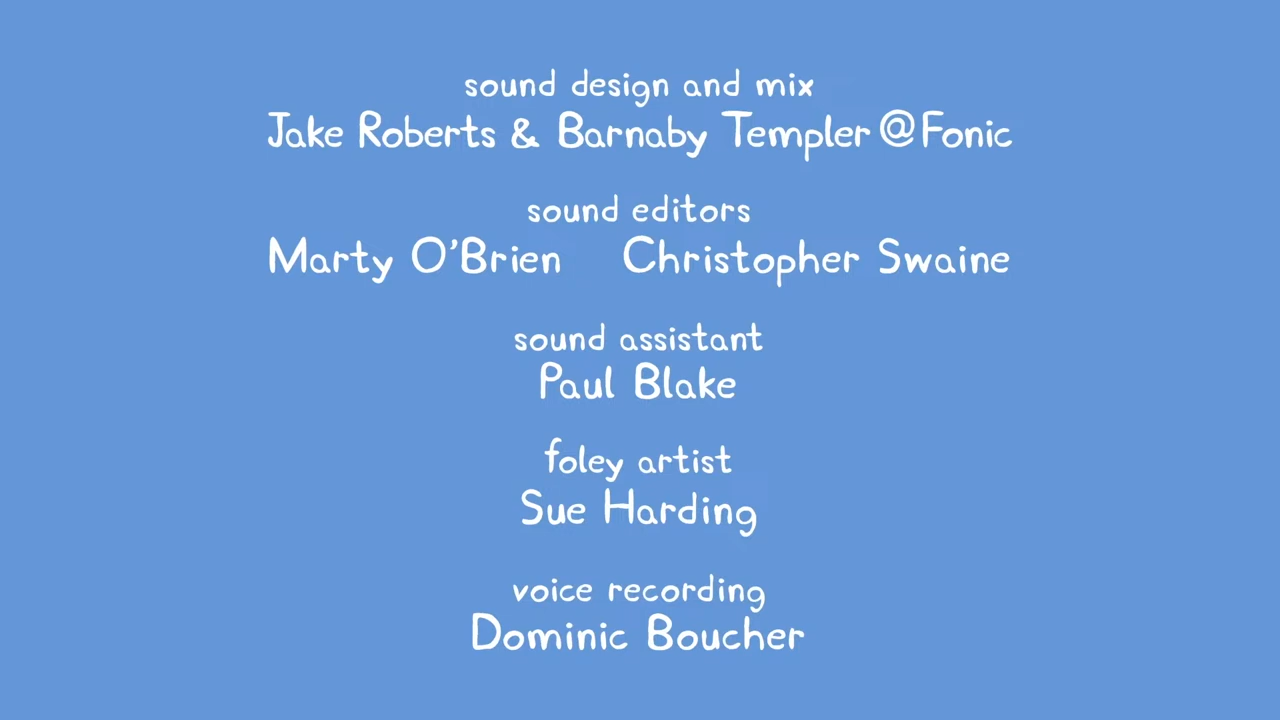 sound design and mix
Jake Roberts & Barnaby Templer @ Fonic
sound editors
Marty O'Brien Christopher Swaine
sound assistant
Paul Blake
foley artist
Sue Harding
voice recording
Dominic Boucher